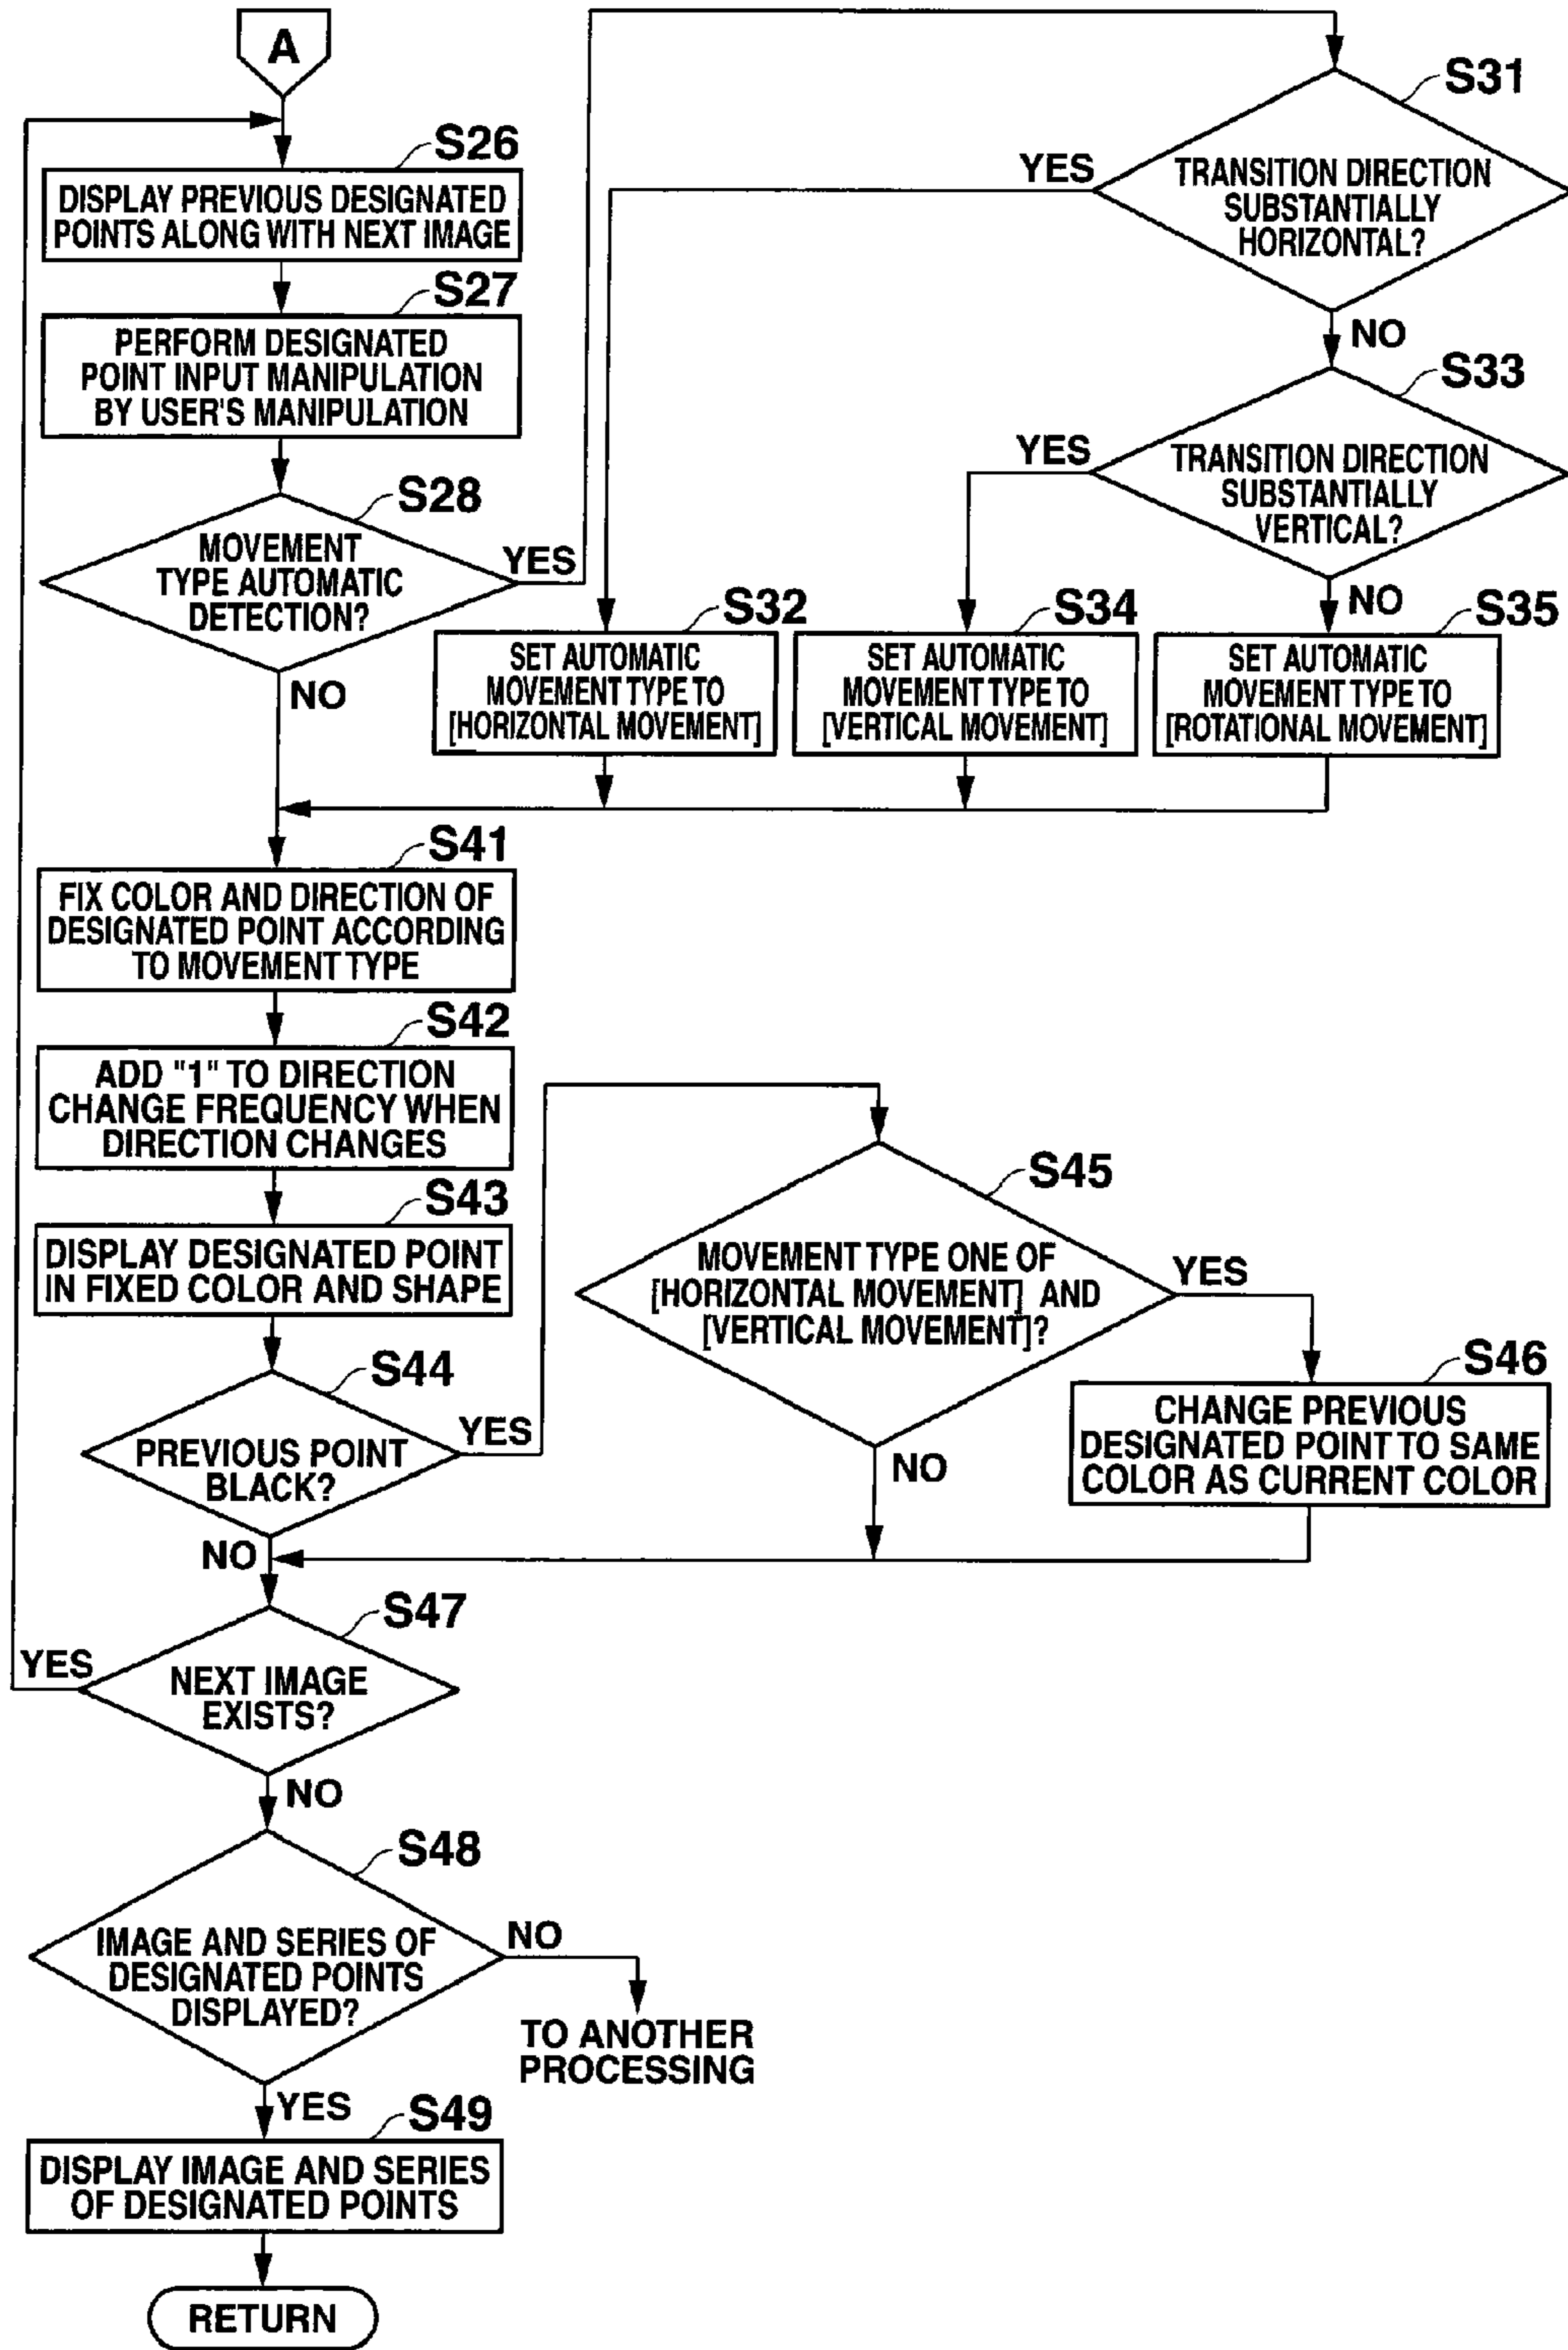 A
S26
DISPLAY PREVIOUS DESIGNATED
POINTS ALONG WITH NEXT IMAGE
S27
PERFORM DESIGNATED
POINT INPUT MANIPULATION
BY USER'S MANIPULATION
S28
MOVEMENT
TYPE AUTOMATIC
DETECTION?
YES
NO
S31
TRANSITION DIRECTION
SUBSTANTIALLY
HORIZONTAL?
YES
NO
S33
TRANSITION DIRECTION
SUBSTANTIALLY
VERTICAL?
YES
NO
S32
SET AUTOMATIC
MOVEMENT TYPE TO
[HORIZONTAL MOVEMENT]
S34
SET AUTOMATIC
MOVEMENT TYPE TO
[VERTICAL MOVEMENT]
S35
SET AUTOMATIC
MOVEMENT TYPE TO
[ROTATIONAL MOVEMENT]
S41
FIX COLOR AND DIRECTION OF
DESIGNATED POINT ACCORDING
TO MOVEMENT TYPE
S42
ADD "1" TO DIRECTION
CHANGE FREQUENCY WHEN
DIRECTION CHANGES
S43
DISPLAY DESIGNATED POINT
IN FIXED COLOR AND SHAPE
S44
PREVIOUS POINT
BLACK?
YES
NO
S45
MOVEMENT TYPE ONE OF
[HORIZONTAL MOVEMENT] AND
[VERTICAL MOVEMENT]?
YES
NO
S46
CHANGE PREVIOUS
DESIGNATED POINT TO SAME
COLOR AS CURRENT COLOR
S47
NEXT IMAGE
EXISTS?
YES
NO
S48
IMAGE AND SERIES OF
DESIGNATED POINTS
DISPLAYED?
NO
TO ANOTHER
PROCESSING
YES
S49
DISPLAY IMAGE AND SERIES
OF DESIGNATED POINTS
RETURN